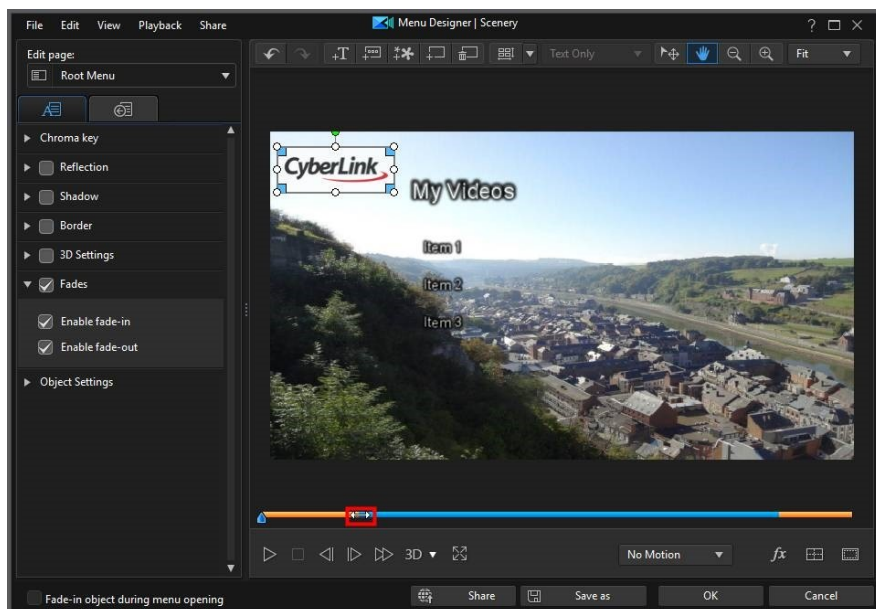 File Edit View Playback Share
Menu Designer | Scenery
?
Edit page:
Root Menu
+T
Text Only
Fit
A
Chroma key
Reflection
Shadow
Border
3D Settings
Fades
Enable fade-in
Enable fade-out
Object Settings
CyberLink
My Videos
Item 1
Item 2
Item 3
3D
No Motion
fx
Fade-in object during menu opening
Share
Save as
OK
Cancel